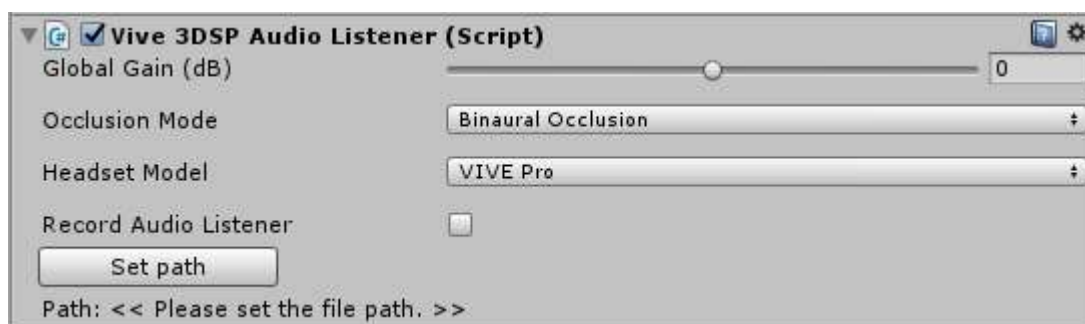 Vive 3DSP Audio Listener (Script)
Global Gain (dB) 0
Occlusion Mode Binaural Occlusion
Headset Model VIVE Pro
Record Audio Listener
Set path
Path: << Please set the file path. >>